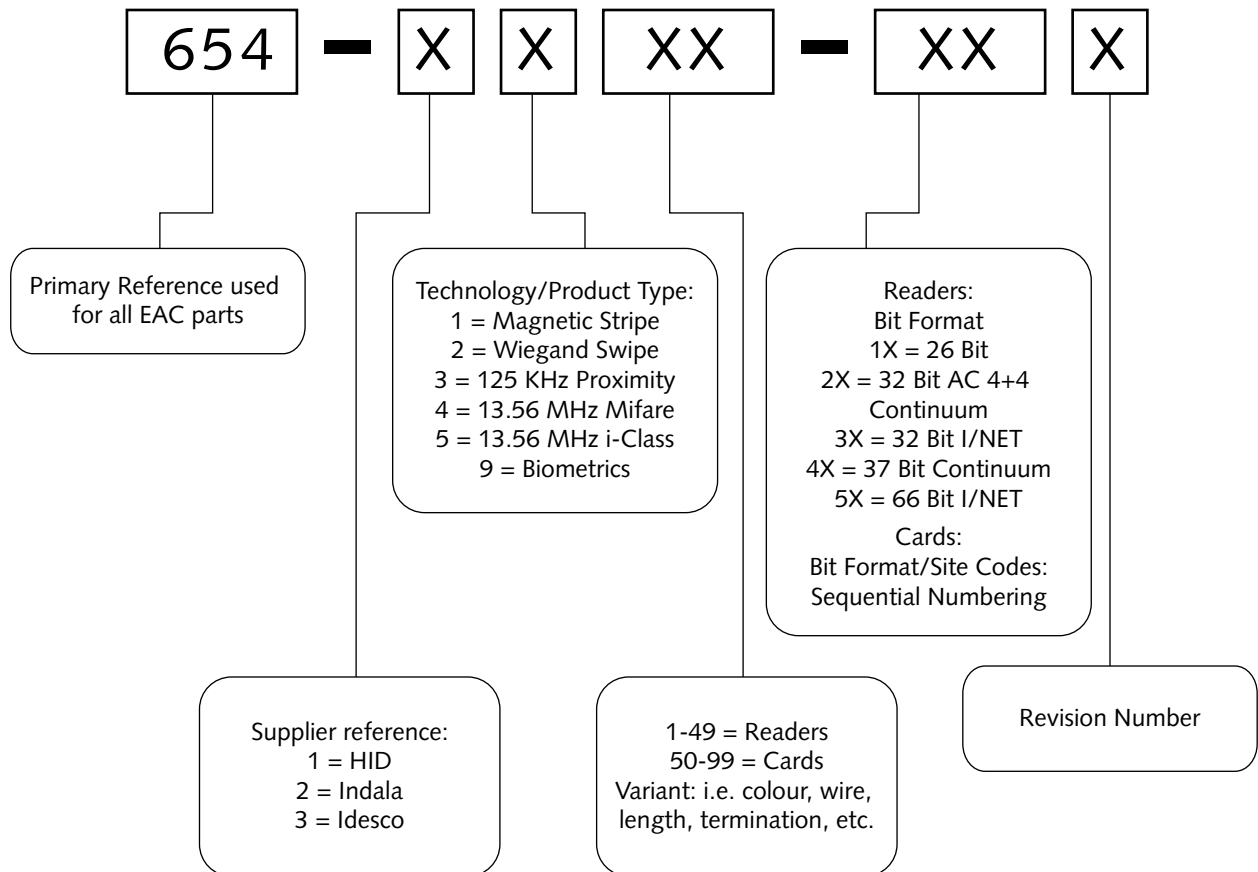 654 - X X XX - XX X
Primary Reference used
for all EAC parts
Technology/Product Type:
1 = Magnetic Stripe
2 = Wiegand Swipe
3 = 125 KHz Proximity
4 = 13.56 MHz Mifare
5 = 13.56 MHz i-Class
9 = Biometrics
Readers:
Bit Format
1X = 26 Bit
2X = 32 Bit AC 4+4
Continuum
3X = 32 Bit I/NET
4X = 37 Bit Continuum
5X = 66 Bit I/NET
Cards:
Bit Format/Site Codes:
Sequential Numbering
Supplier reference:
1 = HID
2 = Indala
3 = Idesco
1-49 = Readers
50-99 = Cards
Variant: i.e. colour, wire,
length, termination, etc.
Revision Number